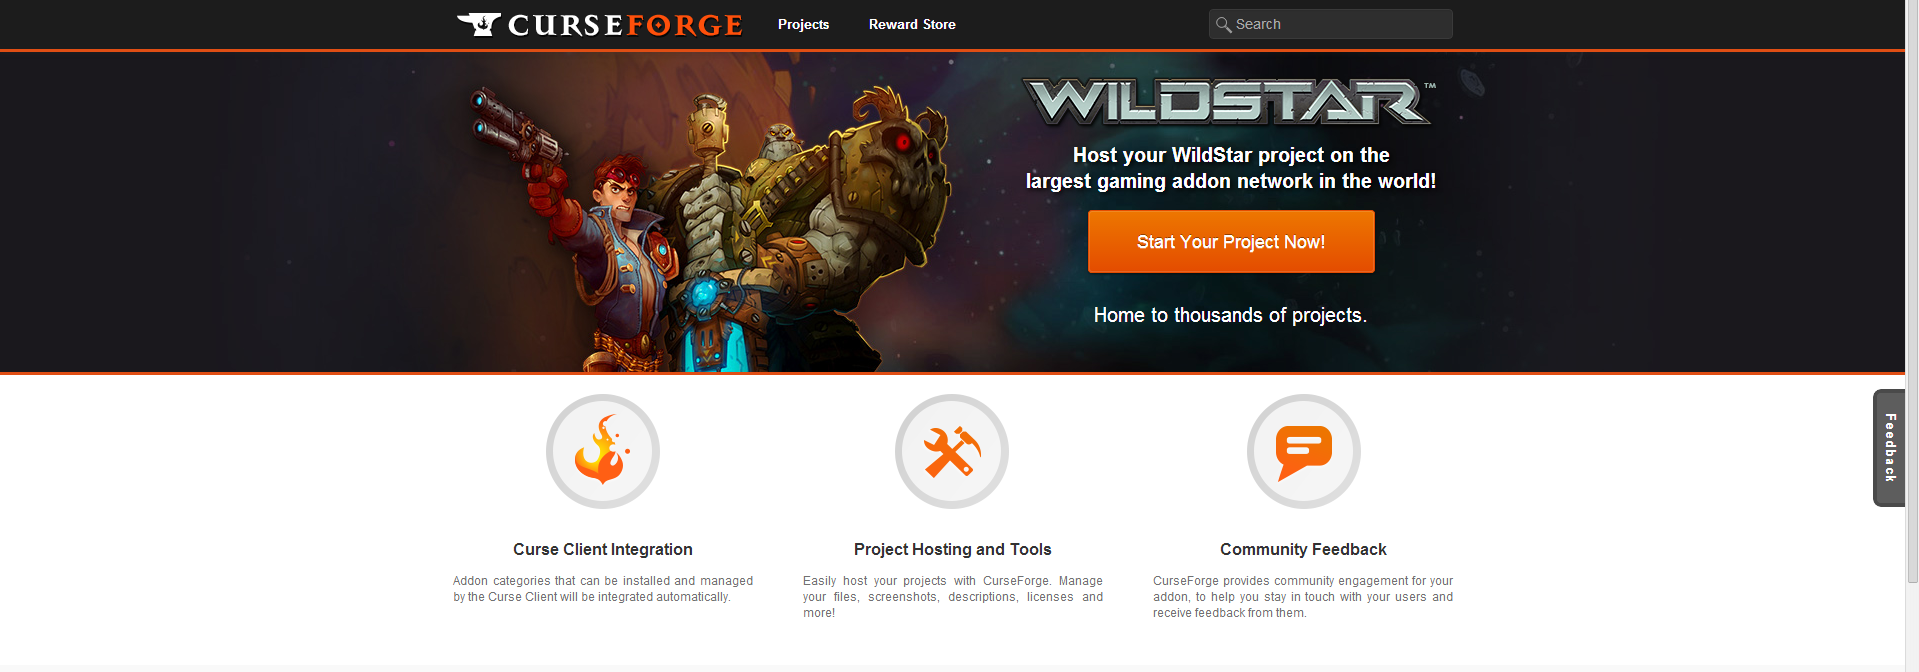 CURSEFORGE
Projects
Reward Store
Search
WILDSTAR™
Host your WildStar project on the
largest gaming addon network in the world!
Start Your Project Now!
Home to thousands of projects.
Feedback
Curse Client Integration
Addon categories that can be installed and managed
by the Curse Client will be integrated automatically.
Project Hosting and Tools
Easily host your projects with CurseForge. Manage
your files, screenshots, descriptions, licenses and
more!
Community Feedback
CurseForge provides community engagement for your
addon, to help you stay in touch with your users and
receive feedback from them.